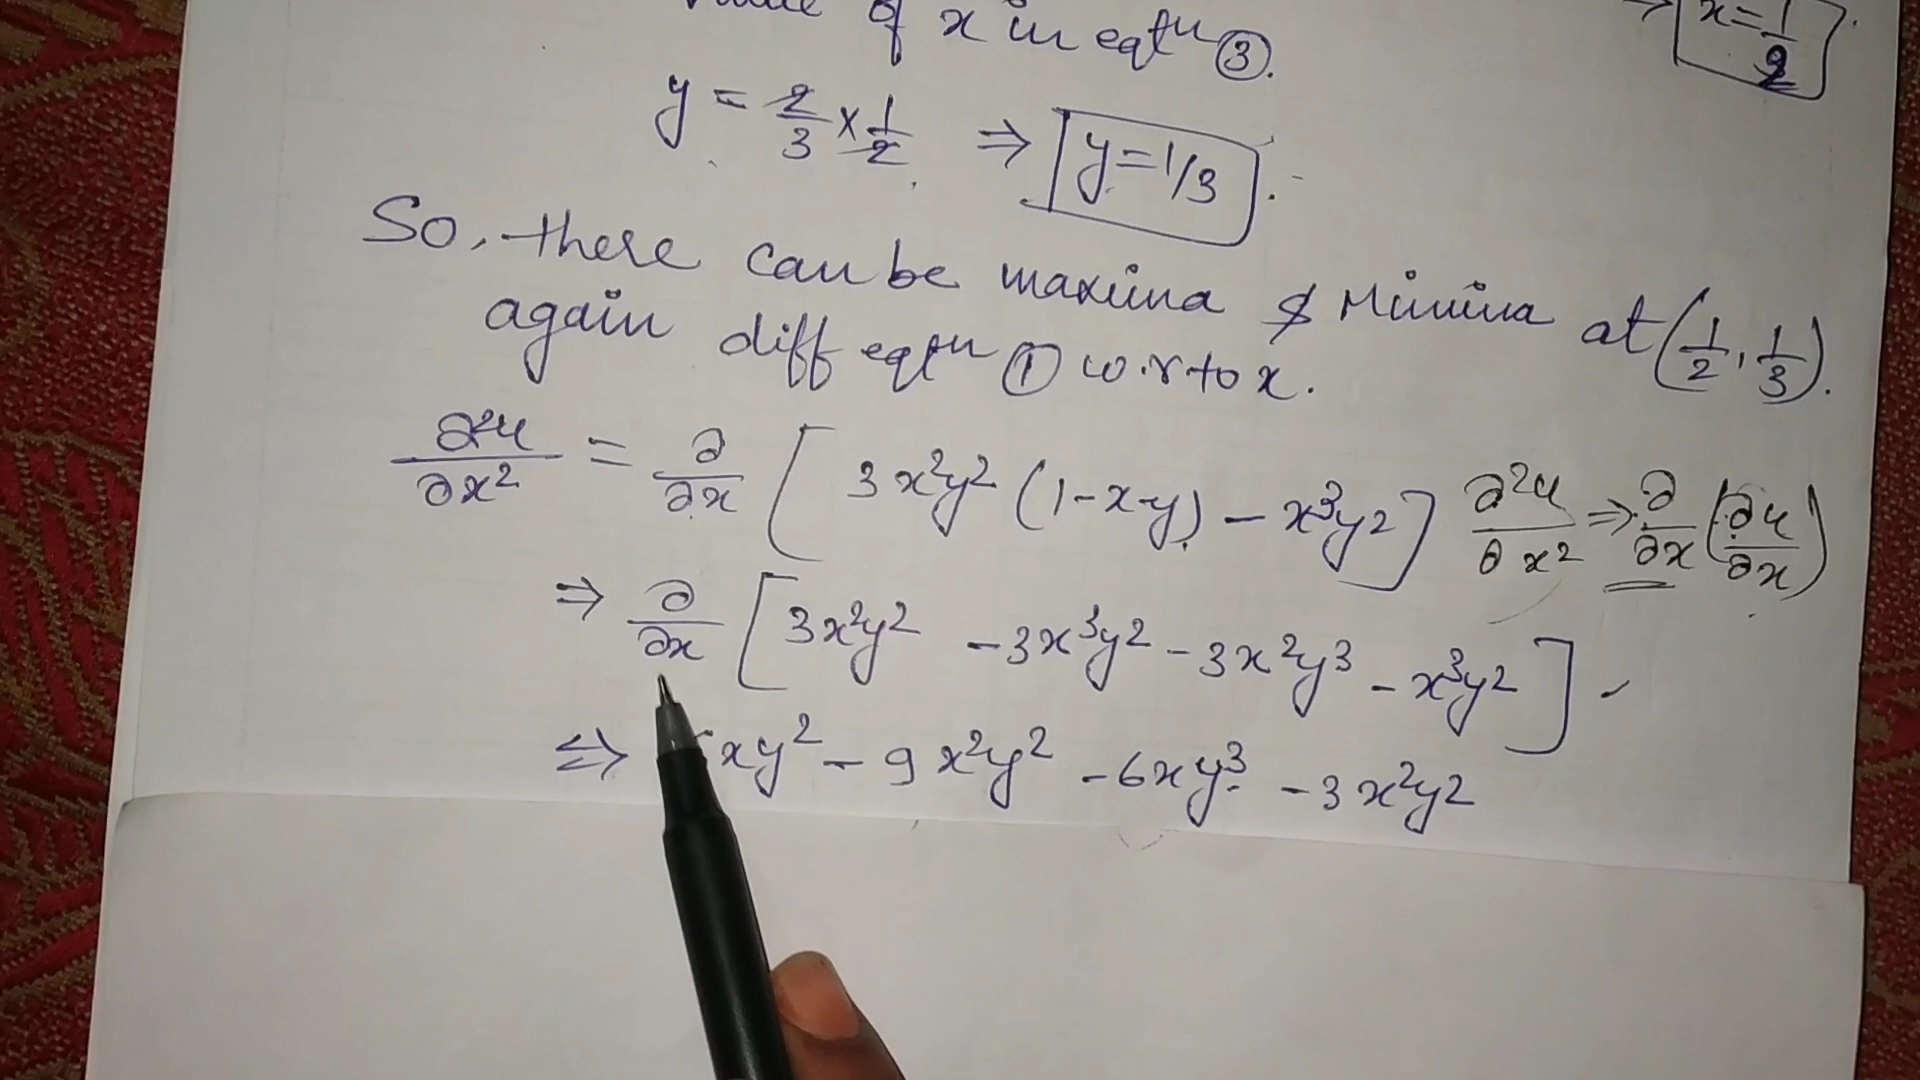 of x in eqtn ③.
⇒ x = 1/2
y = 2/3 × 1/2 ⇒ y = 1/3.
So, there can be maxima & Minima at (1/2, 1/3).
again diff eqtn ① w.r to x.
∂²u/∂x² = ∂/∂x [ 3x²y² (1-x-y) - x³y² ] ∂²u/∂x² ⇒ ∂/∂x (∂u/∂x)
⇒ ∂/∂x [ 3x²y² - 3x³y² - 3x²y³ - x³y² ]
⇒ xy² - 9x²y² - 6xy³ - 3x²y²